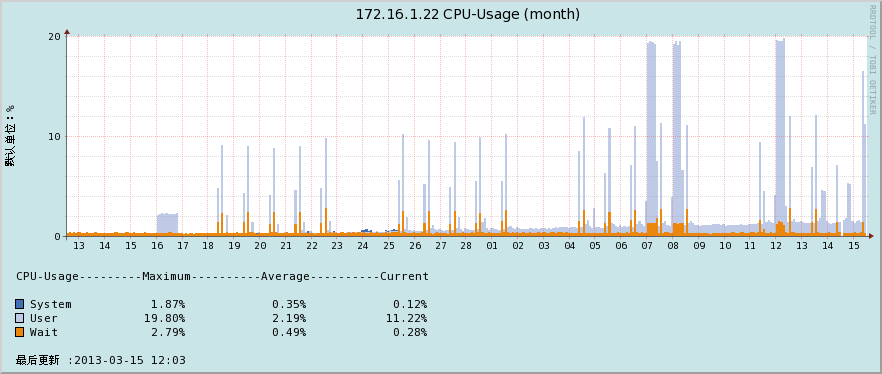 172.16.1.22 CPU-Usage (month)
RRDTOOL / TOBI OETIKER
默认单位：%
20
10
0
13 14 15 16 17 18 19 20 21 22 23 24 25 26 27 28 01 02 03 04 05 06 07 08 09 10 11 12 13 14 15
CPU-Usage---------Maximum----------Average----------Current
System 1.87% 0.35% 0.12%
User 19.80% 2.19% 11.22%
Wait 2.79% 0.49% 0.28%
最后更新 :2013-03-15 12:03